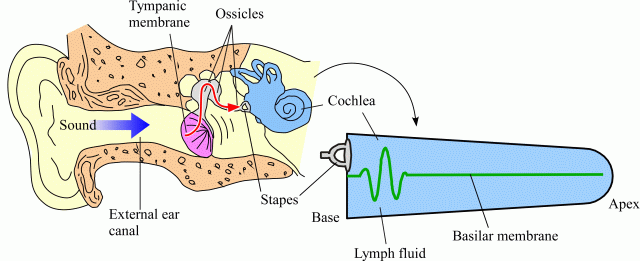 Tympanic
membrane
Ossicles
Sound
Cochlea
Stapes
External ear
canal
Base
Apex
Basilar membrane
Lymph fluid